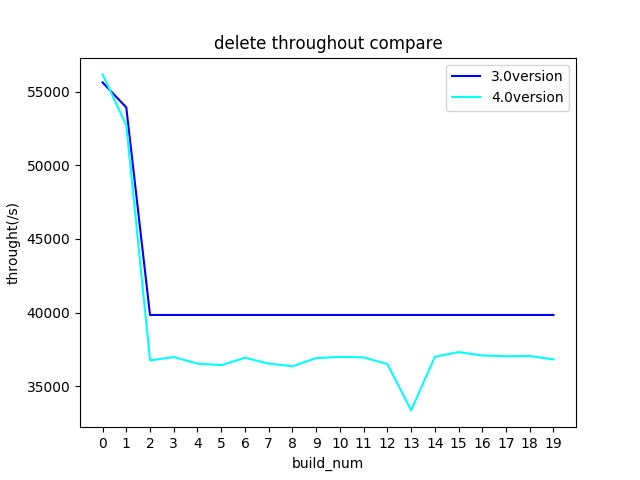 delete throughout compare
3.0version
4.0version
throught(/s)
55000
50000
45000
40000
35000
0 1 2 3 4 5 6 7 8 9 10 11 12 13 14 15 16 17 18 19
build_num